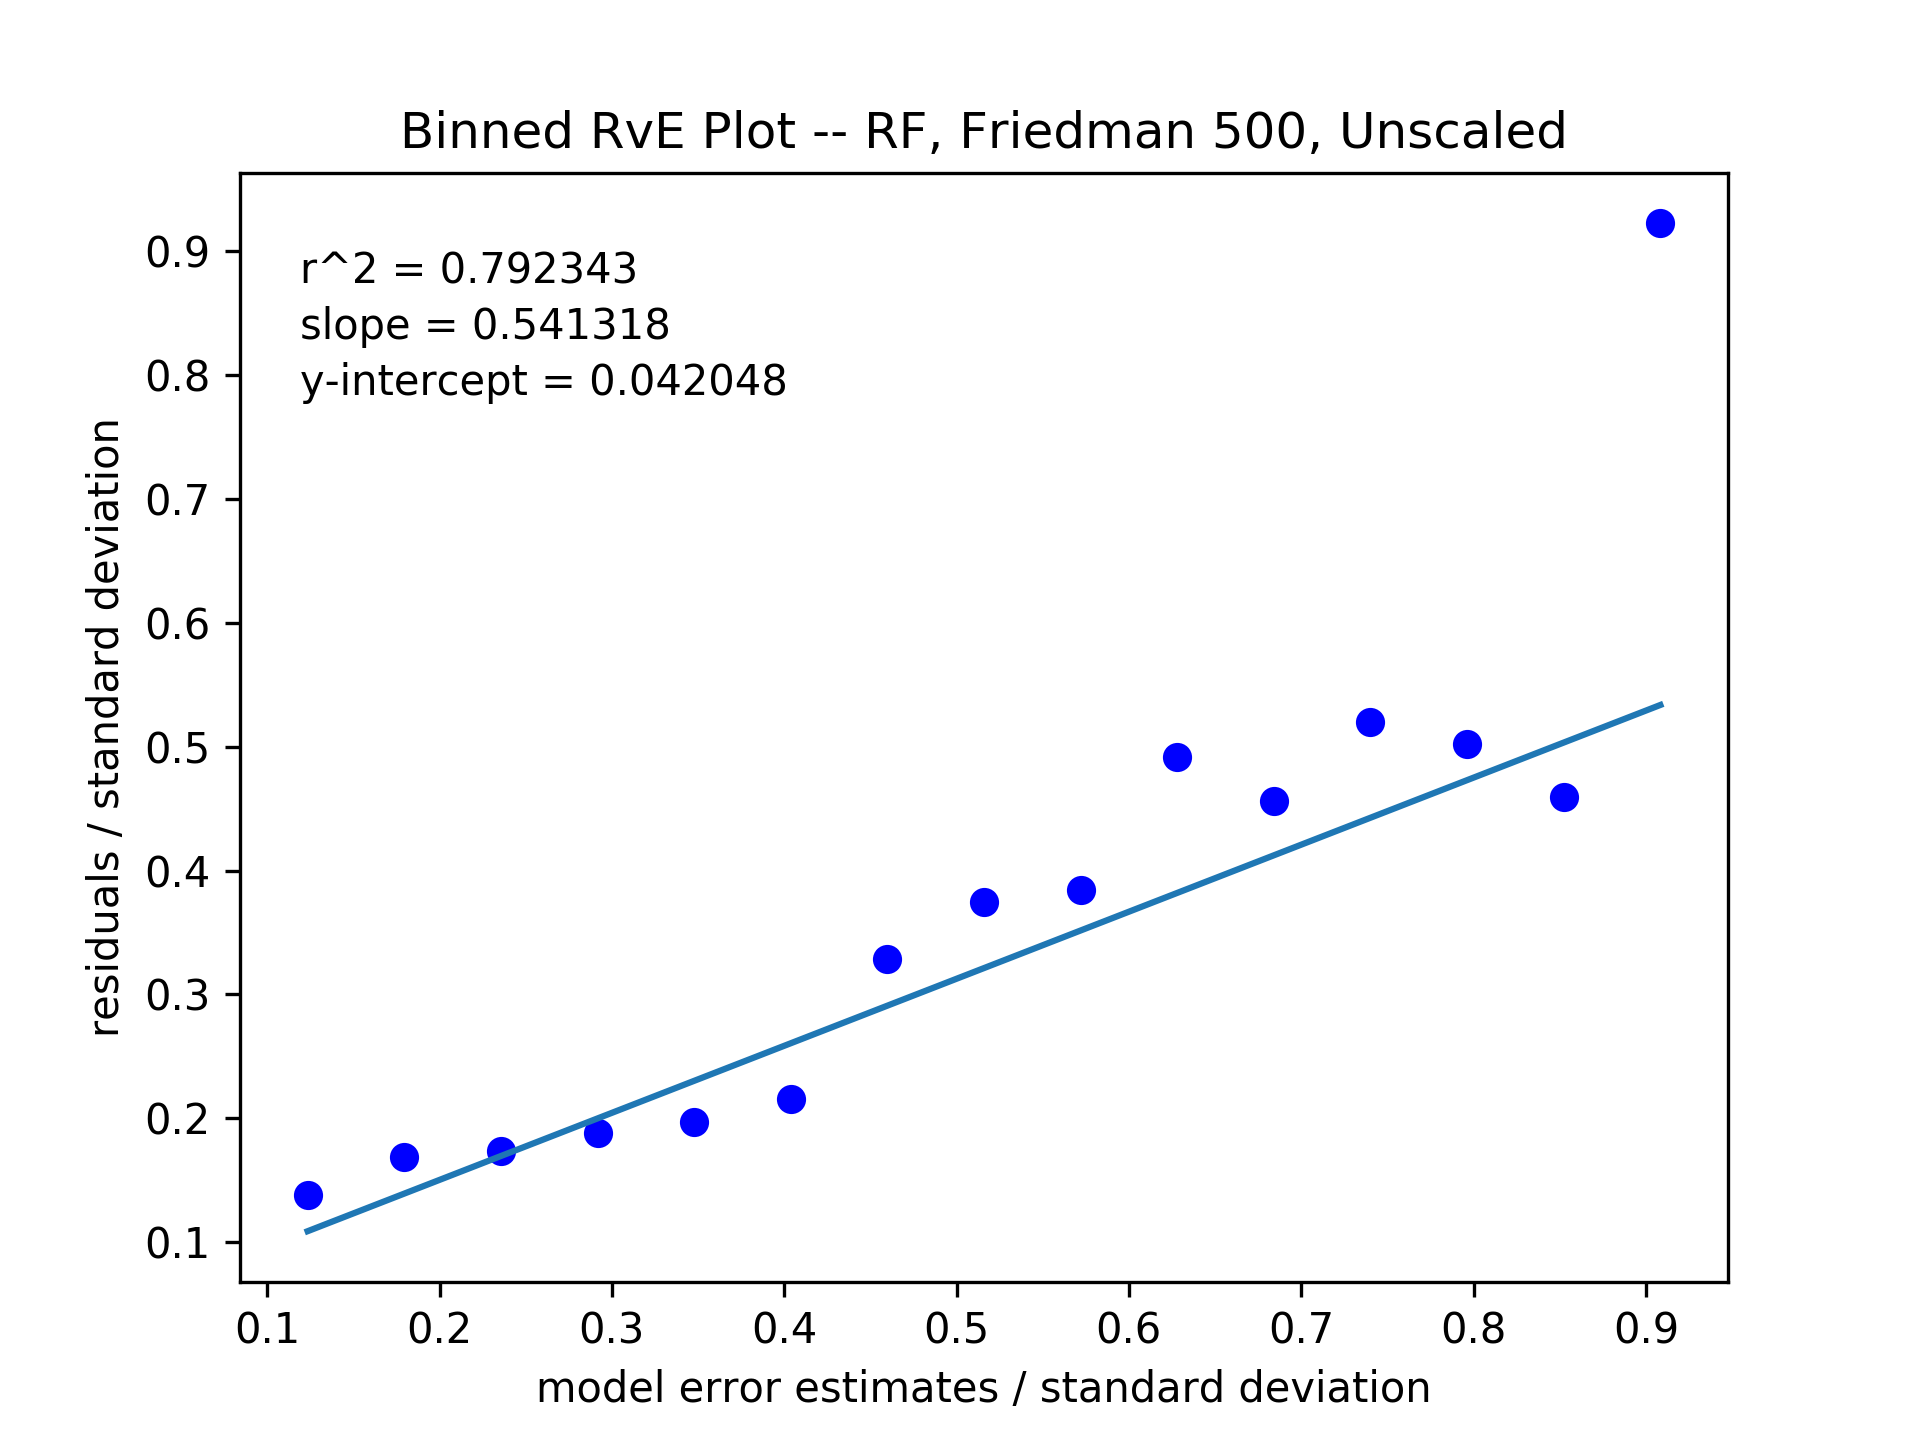 Binned RvE Plot -- RF, Friedman 500, Unscaled
r^2 = 0.792343
slope = 0.541318
y-intercept = 0.042048
residuals / standard deviation
0.9
0.8
0.7
0.6
0.5
0.4
0.3
0.2
0.1
0.1 0.2 0.3 0.4 0.5 0.6 0.7 0.8 0.9
model error estimates / standard deviation